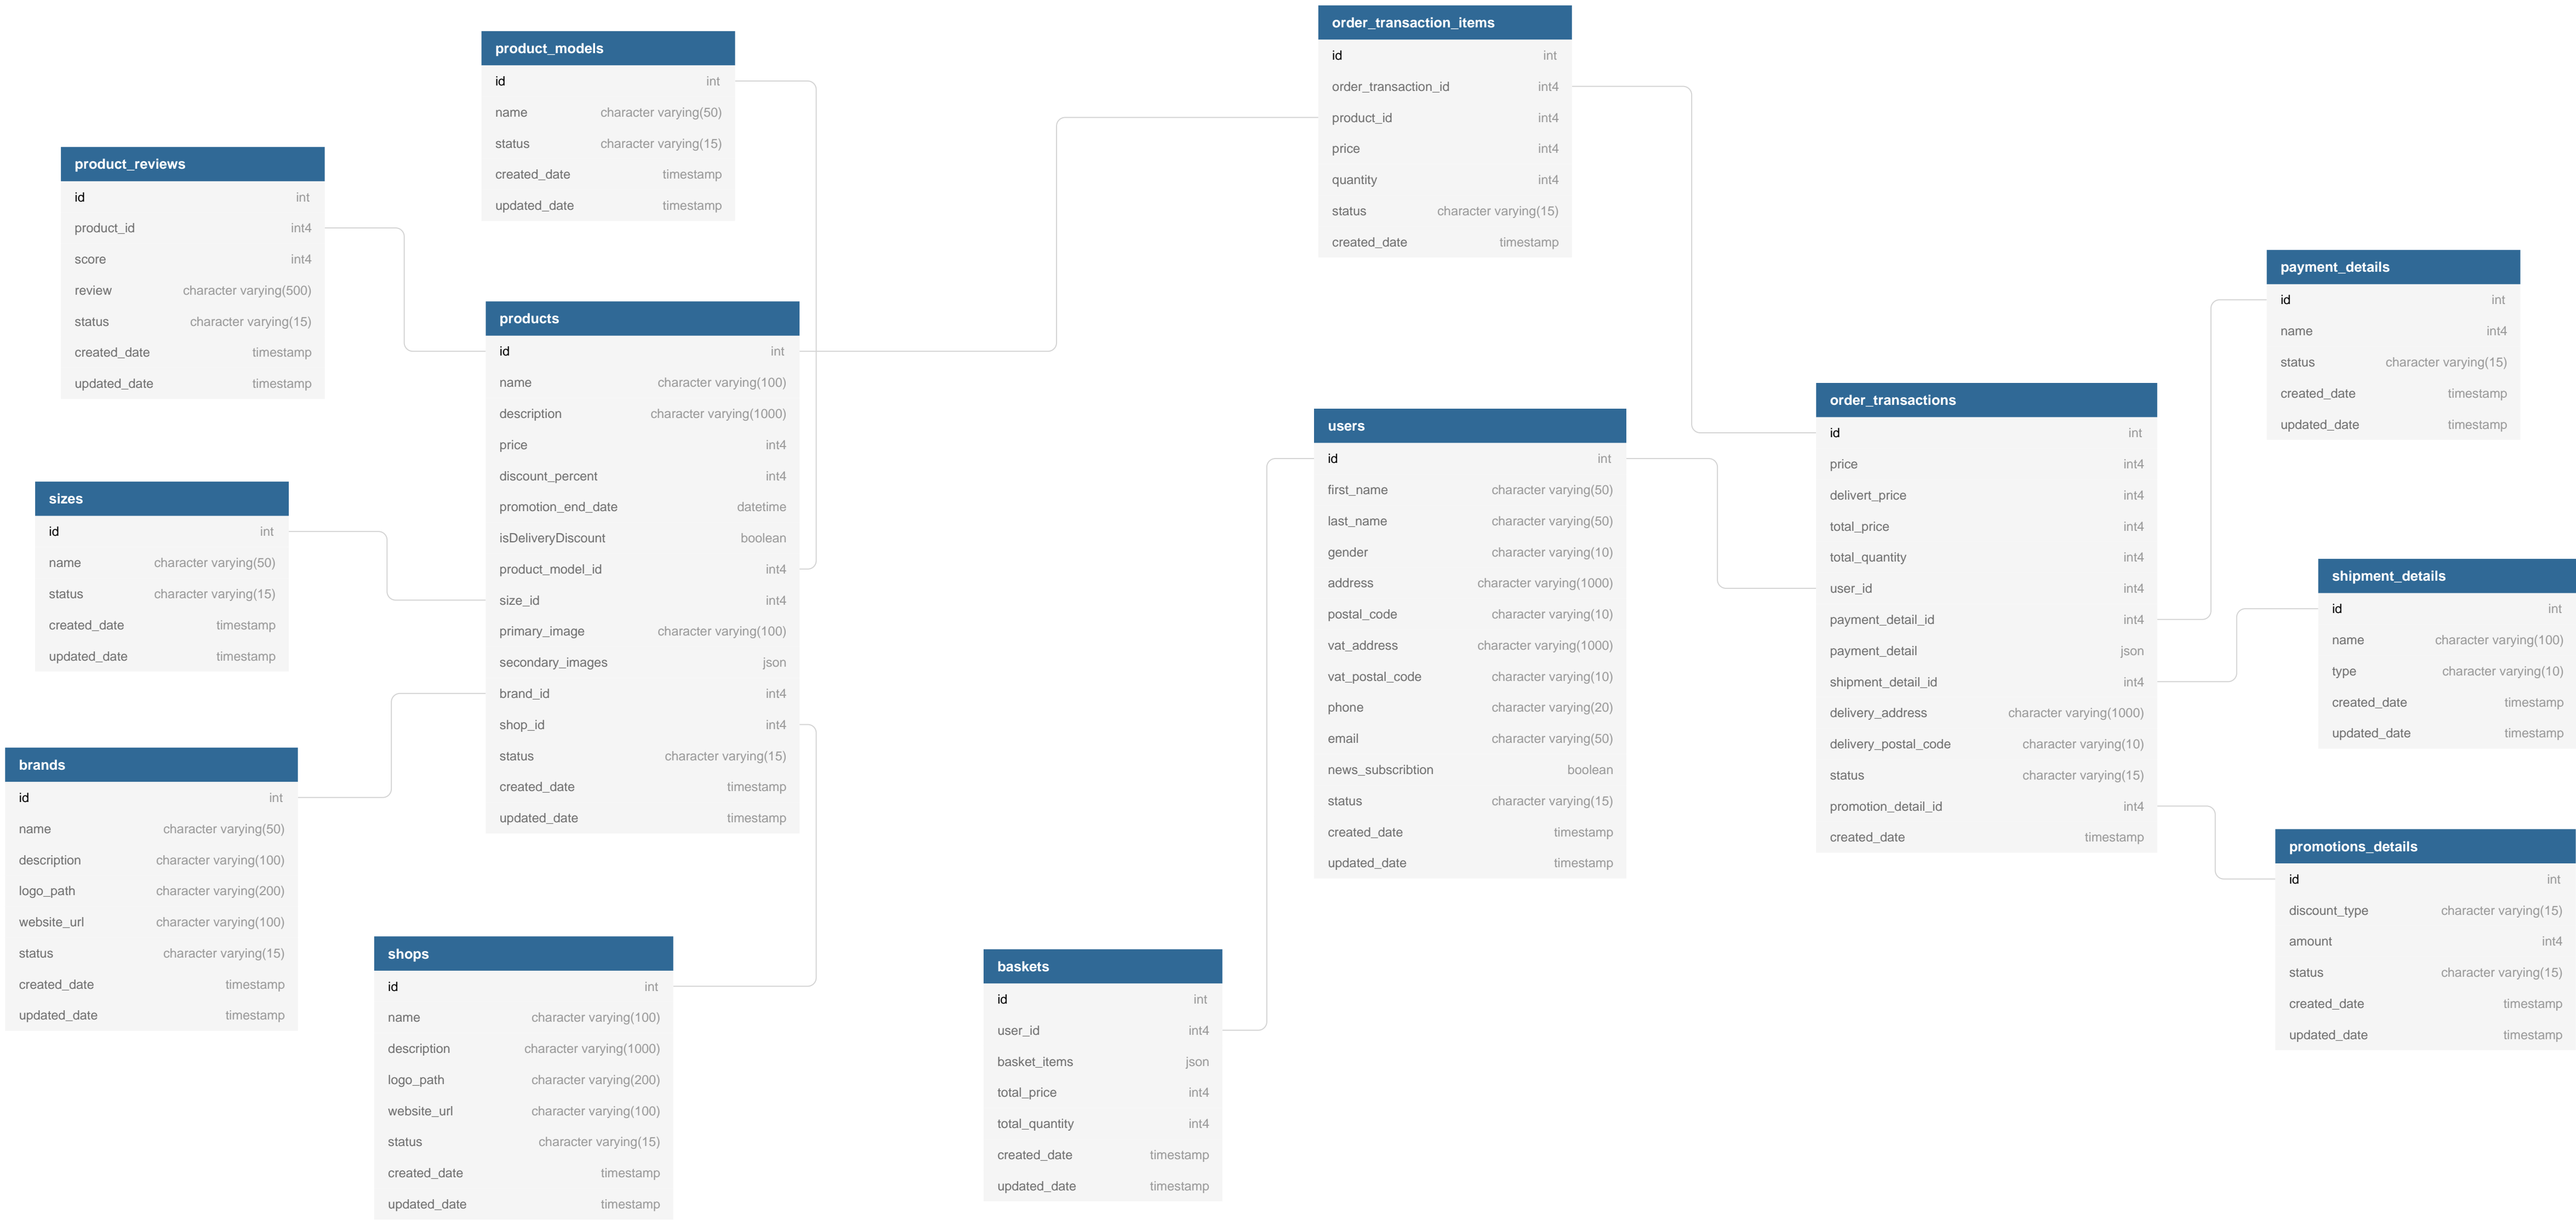 product_models
id int
name character varying(50)
status character varying(15)
created_date timestamp
updated_date timestamp
product_reviews
id int
product_id int4
score int4
review character varying(500)
status character varying(15)
created_date timestamp
updated_date timestamp
products
id int
name character varying(100)
description character varying(1000)
price int4
discount_percent int4
promotion_end_date datetime
isDeliveryDiscount boolean
product_model_id int4
size_id int4
primary_image character varying(100)
secondary_images json
brand_id int4
shop_id int4
status character varying(15)
created_date timestamp
updated_date timestamp
sizes
id int
name character varying(50)
status character varying(15)
created_date timestamp
updated_date timestamp
brands
id int
name character varying(50)
description character varying(100)
logo_path character varying(200)
website_url character varying(100)
status character varying(15)
created_date timestamp
updated_date timestamp
shops
id int
name character varying(100)
description character varying(1000)
logo_path character varying(200)
website_url character varying(100)
status character varying(15)
created_date timestamp
updated_date timestamp
order_transaction_items
id int
order_transaction_id int4
product_id int4
price int4
quantity int4
status character varying(15)
created_date timestamp
users
id int
first_name character varying(50)
last_name character varying(50)
gender character varying(10)
address character varying(1000)
postal_code character varying(10)
vat_address character varying(1000)
vat_postal_code character varying(10)
phone character varying(20)
email character varying(50)
news_subscribtion boolean
status character varying(15)
created_date timestamp
updated_date timestamp
baskets
id int
user_id int4
basket_items json
total_price int4
total_quantity int4
created_date timestamp
updated_date timestamp
order_transactions
id int
price int4
delivert_price int4
total_price int4
total_quantity int4
user_id int4
payment_detail_id int4
payment_detail json
shipment_detail_id int4
delivery_address character varying(1000)
delivery_postal_code character varying(10)
status character varying(15)
promotion_detail_id int4
created_date timestamp
payment_details
id int
name int4
status character varying(15)
created_date timestamp
updated_date timestamp
shipment_details
id int
name character varying(100)
type character varying(10)
created_date timestamp
updated_date timestamp
promotions_details
id int
discount_type character varying(15)
amount int4
status character varying(15)
created_date timestamp
updated_date timestamp